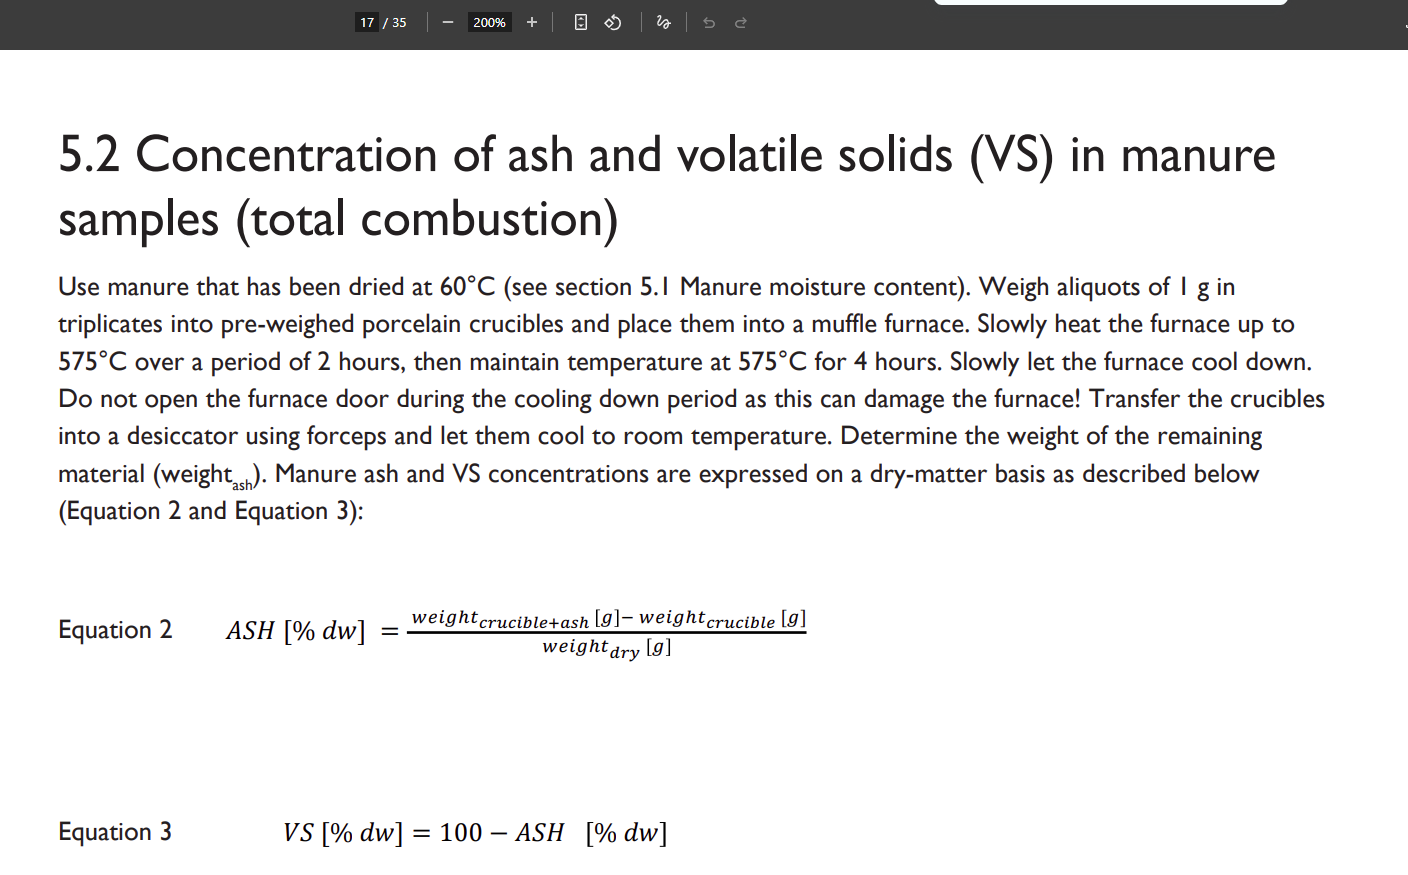 17 / 35 − 200% +
5.2 Concentration of ash and volatile solids (VS) in manure
samples (total combustion)
Use manure that has been dried at 60°C (see section 5.1 Manure moisture content). Weigh aliquots of 1 g in
triplicates into pre-weighed porcelain crucibles and place them into a muffle furnace. Slowly heat the furnace up to
575°C over a period of 2 hours, then maintain temperature at 575°C for 4 hours. Slowly let the furnace cool down.
Do not open the furnace door during the cooling down period as this can damage the furnace! Transfer the crucibles
into a desiccator using forceps and let them cool to room temperature. Determine the weight of the remaining
material (weight_ash). Manure ash and VS concentrations are expressed on a dry-matter basis as described below
(Equation 2 and Equation 3):
Equation 2 ASH [% dw] = (weight_crucible+ash [g]− weight_crucible [g]) / (weight_dry [g])
Equation 3 VS [% dw] = 100 − ASH [% dw]